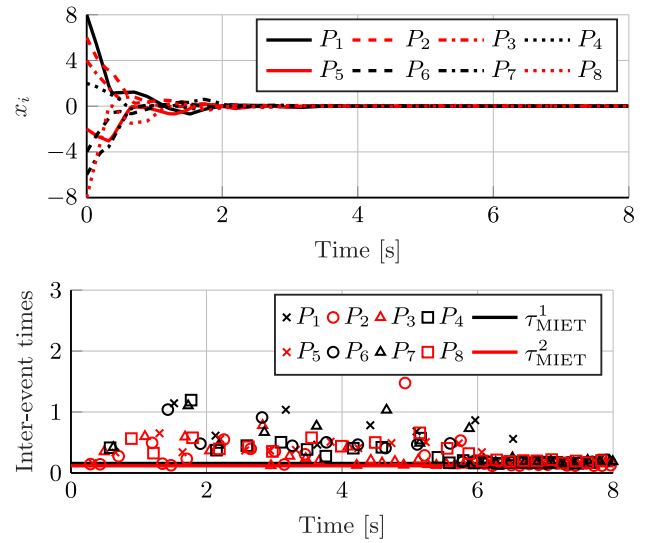 8
4
0
−4
−8
x_i
P_1 P_2 P_3 P_4
P_5 P_6 P_7 P_8
0 2 4 6 8
Time [s]
3
2
1
0
Inter-event times
P_1 P_2 P_3 P_4 τ^1_MIET
P_5 P_6 P_7 P_8 τ^2_MIET
0 2 4 6 8
Time [s]